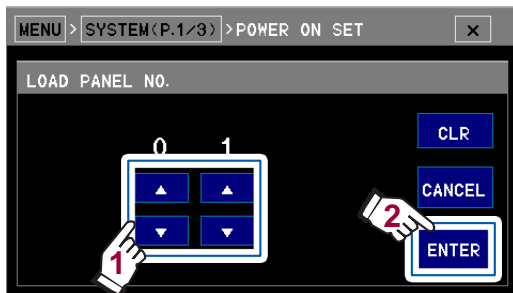 MENU > SYSTEM(P.1/3) >POWER ON SET ×
LOAD PANEL NO.
0 1
CLR
CANCEL
ENTER
1
2